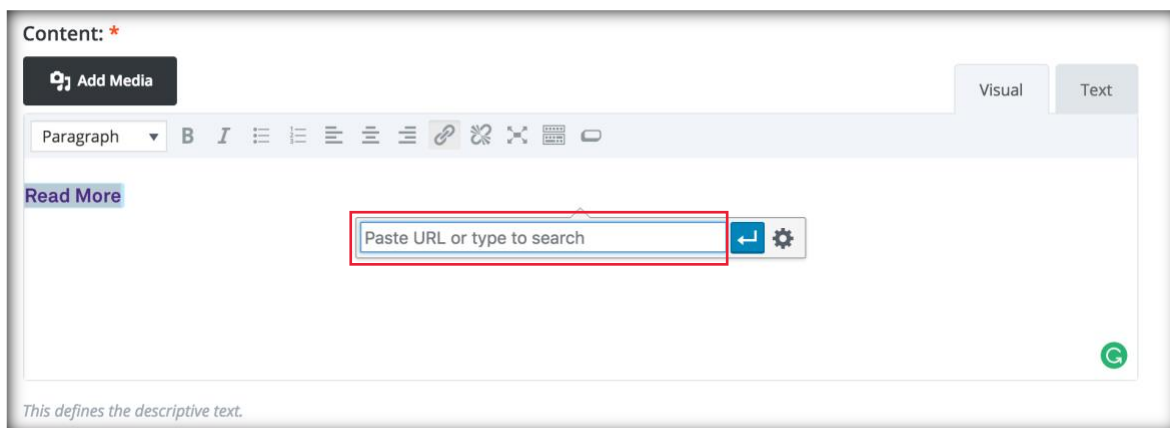 Content: *
Add Media
Visual Text
Paragraph B I
Read More
Paste URL or type to search
This defines the descriptive text.